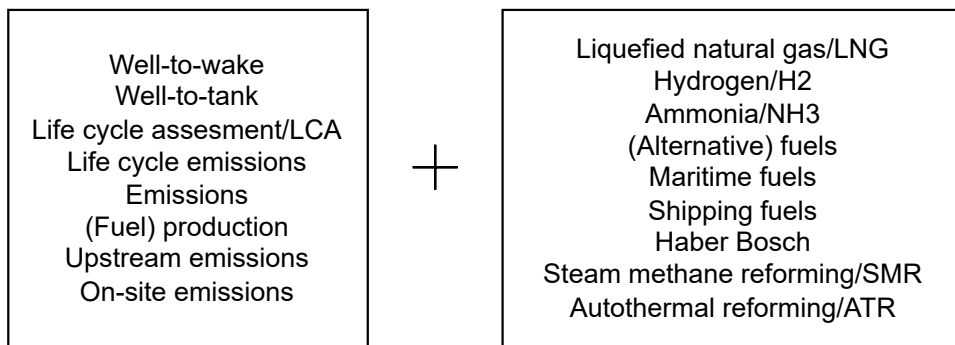 Well-to-wake
Well-to-tank
Life cycle assesment/LCA
Life cycle emissions
Emissions
(Fuel) production
Upstream emissions
On-site emissions
+
Liquefied natural gas/LNG
Hydrogen/H2
Ammonia/NH3
(Alternative) fuels
Maritime fuels
Shipping fuels
Haber Bosch
Steam methane reforming/SMR
Autothermal reforming/ATR